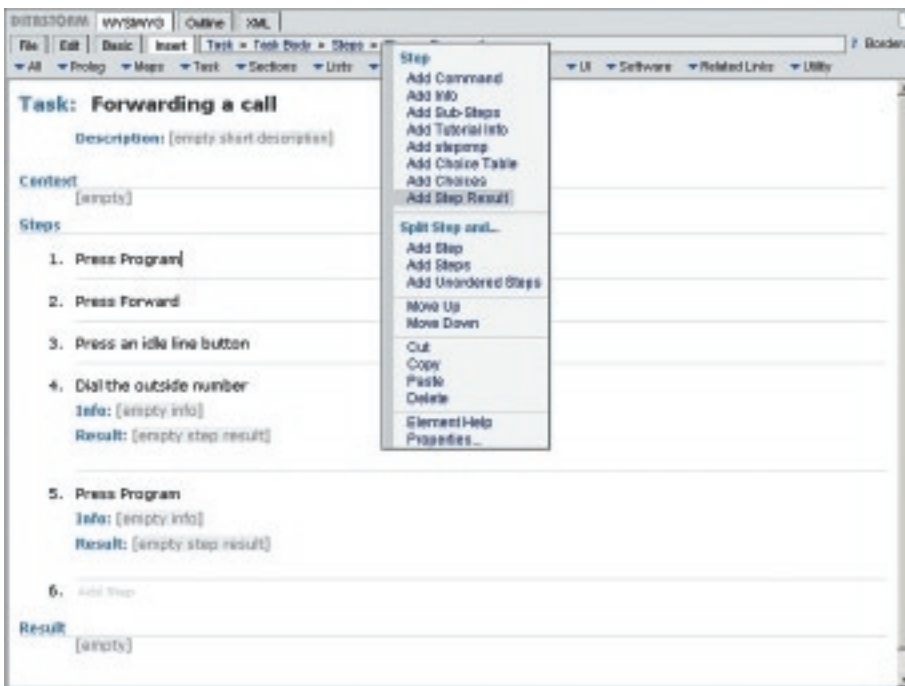 DITASTORM WYSIWYG Outline XML
File Edit Basic Insert Task » Task Body » Steps »
? Borders
All Prolog Maps Task Sections Lists UI Software Related Links Utility
Task: Forwarding a call
Description: [empty short description]
Context
[empty]
Steps
1. Press Program
2. Press Forward
3. Press an idle line button
4. Dial the outside number
Info: [empty info]
Result: [empty step result]
5. Press Program
Info: [empty info]
Result: [empty step result]
6. Add Step
Result
[empty]
Step
Add Command
Add Info
Add Sub-Steps
Add Tutorial Info
Add stepxmp
Add Choice Table
Add Choices
Add Step Result
Split Step and...
Add Step
Add Steps
Add Unordered Steps
Move Up
Move Down
Cut
Copy
Paste
Delete
Element Help
Properties...